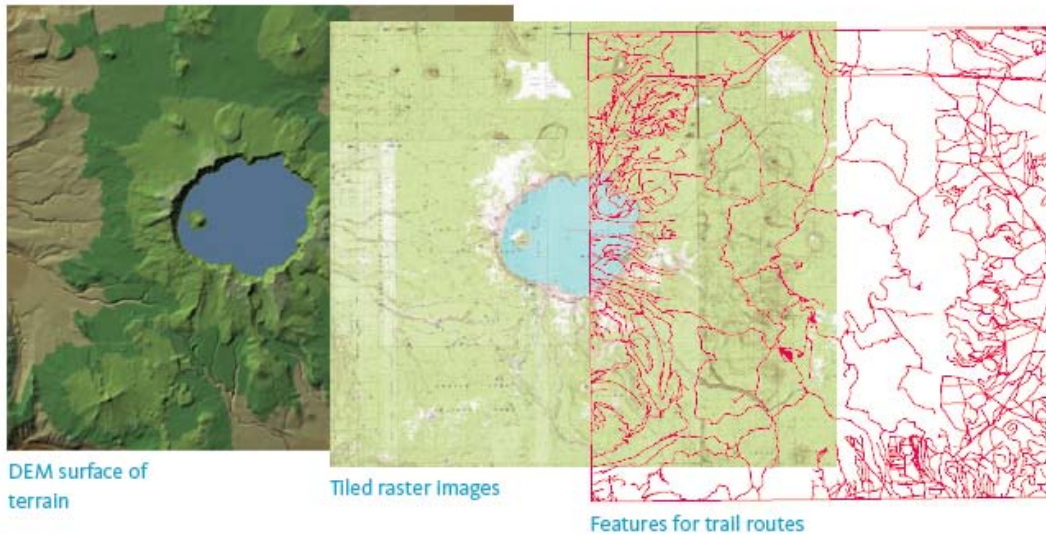 DEM surface of
terrain
Tiled raster images
Features for trail routes